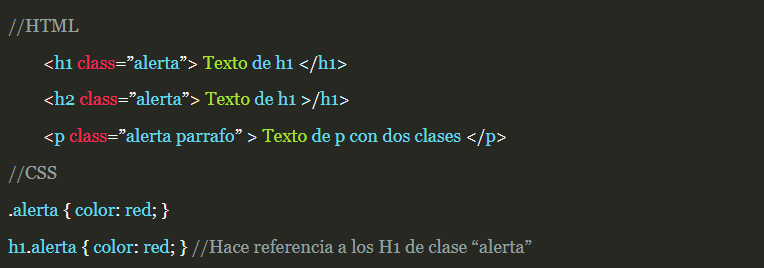 //HTML
<h1 class=”alerta”> Texto de h1 </h1>
<h2 class=”alerta”> Texto de h1 >/h1>
<p class=”alerta parrafo” > Texto de p con dos clases </p>
//CSS
.alerta { color: red; }
h1.alerta { color: red; } //Hace referencia a los H1 de clase “alerta”